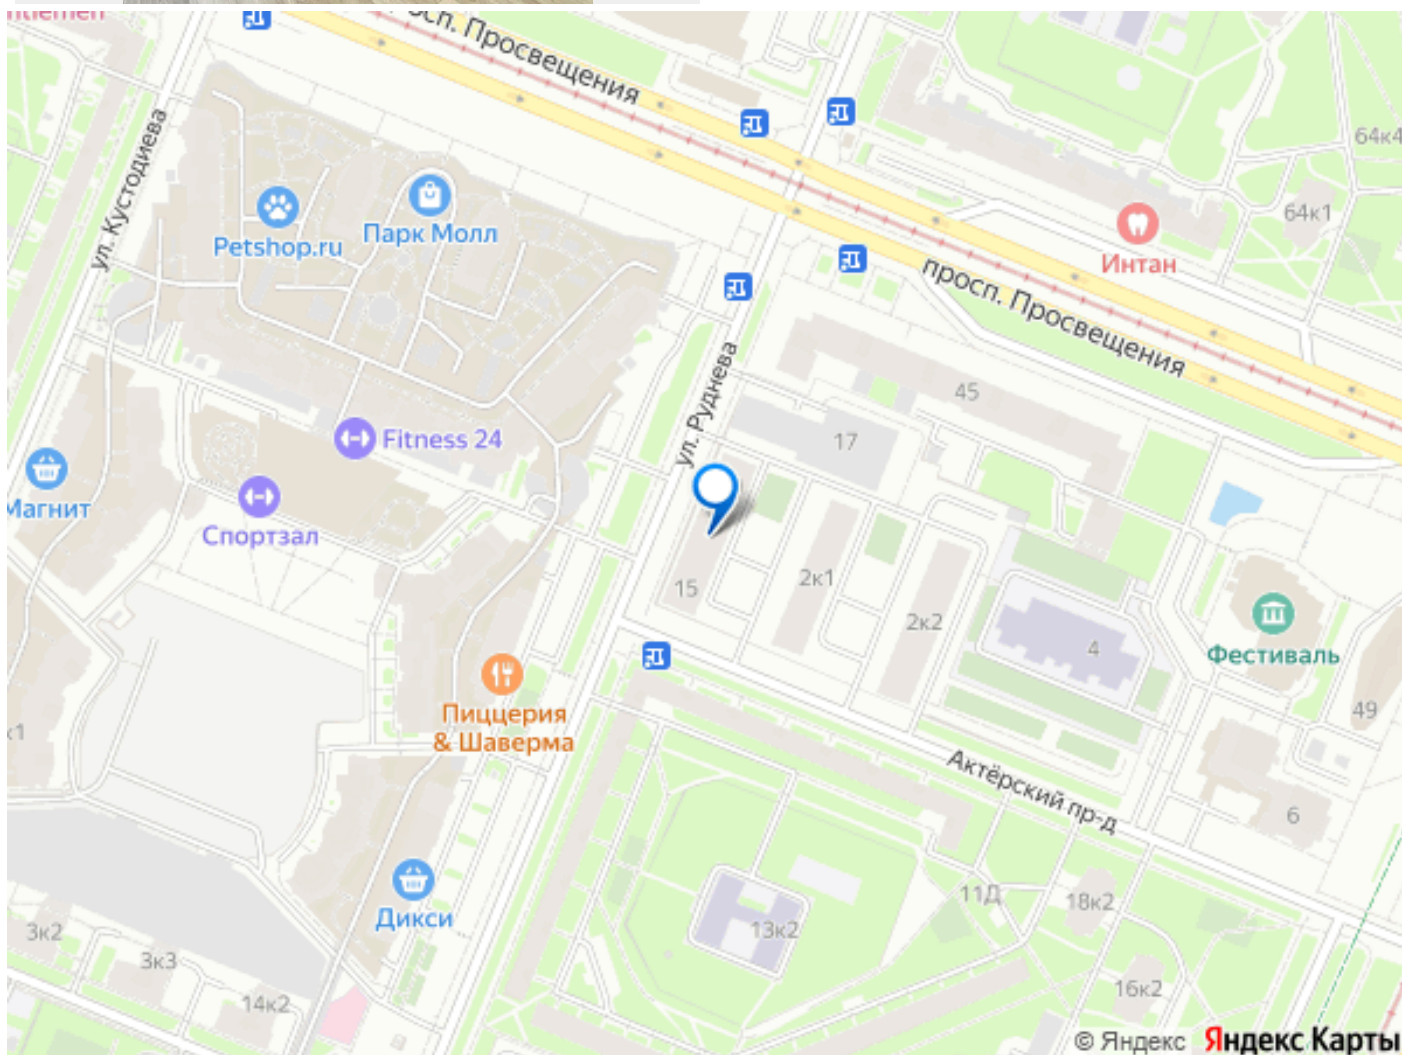 просп. Просвещения
ул. Кустодиева
64к4
64к1
Petshop.ru
Парк Молл
Интан
просп. Просвещения
ул. Руднева
45
17
Fitness 24
Магнит
Спортзал
15
2к1
2к2
4
Фестиваль
49
Пиццерия
& Шаверма
Актёрский пр-д
6
Дикси
11Д
18к2
13к2
3к2
3к3
14к2
16к2
© Яндекс Яндекс Карты